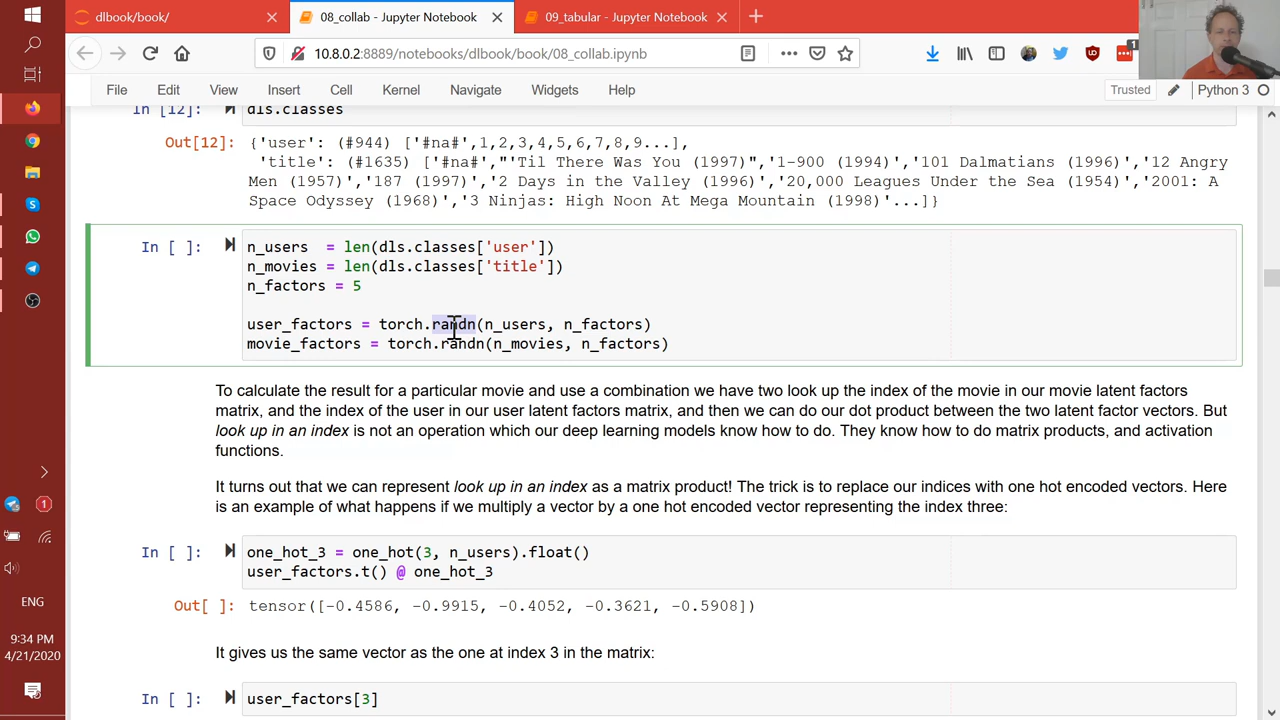 dlbook/book/
08_collab - Jupyter Notebook
09_tabular - Jupyter Notebook
10.8.0.2:8889/notebooks/dlbook/book/08_collab.ipynb
1
File Edit View Insert Cell Kernel Navigate Widgets Help
Trusted
Python 3
In [12]: dls.classes
Out[12]: {'user': (#944) ['#na#',1,2,3,4,5,6,7,8,9...],
'title': (#1635) ['#na#',"'Til There Was You (1997)",'1-900 (1994)','101 Dalmatians (1996)','12 Angry
Men (1957)','187 (1997)','2 Days in the Valley (1996)','20,000 Leagues Under the Sea (1954)','2001: A
Space Odyssey (1968)','3 Ninjas: High Noon At Mega Mountain (1998)'...]}
In [ ]: n_users = len(dls.classes['user'])
n_movies = len(dls.classes['title'])
n_factors = 5
user_factors = torch.randn(n_users, n_factors)
movie_factors = torch.randn(n_movies, n_factors)
To calculate the result for a particular movie and use a combination we have two look up the index of the movie in our movie latent factors
matrix, and the index of the user in our user latent factors matrix, and then we can do our dot product between the two latent factor vectors. But
look up in an index is not an operation which our deep learning models know how to do. They know how to do matrix products, and activation
functions.
It turns out that we can represent look up in an index as a matrix product! The trick is to replace our indices with one hot encoded vectors. Here
is an example of what happens if we multiply a vector by a one hot encoded vector representing the index three:
In [ ]: one_hot_3 = one_hot(3, n_users).float()
user_factors.t() @ one_hot_3
Out[ ]: tensor([-0.4586, -0.9915, -0.4052, -0.3621, -0.5908])
It gives us the same vector as the one at index 3 in the matrix:
In [ ]: user_factors[3]
1
ENG
9:34 PM
4/21/2020